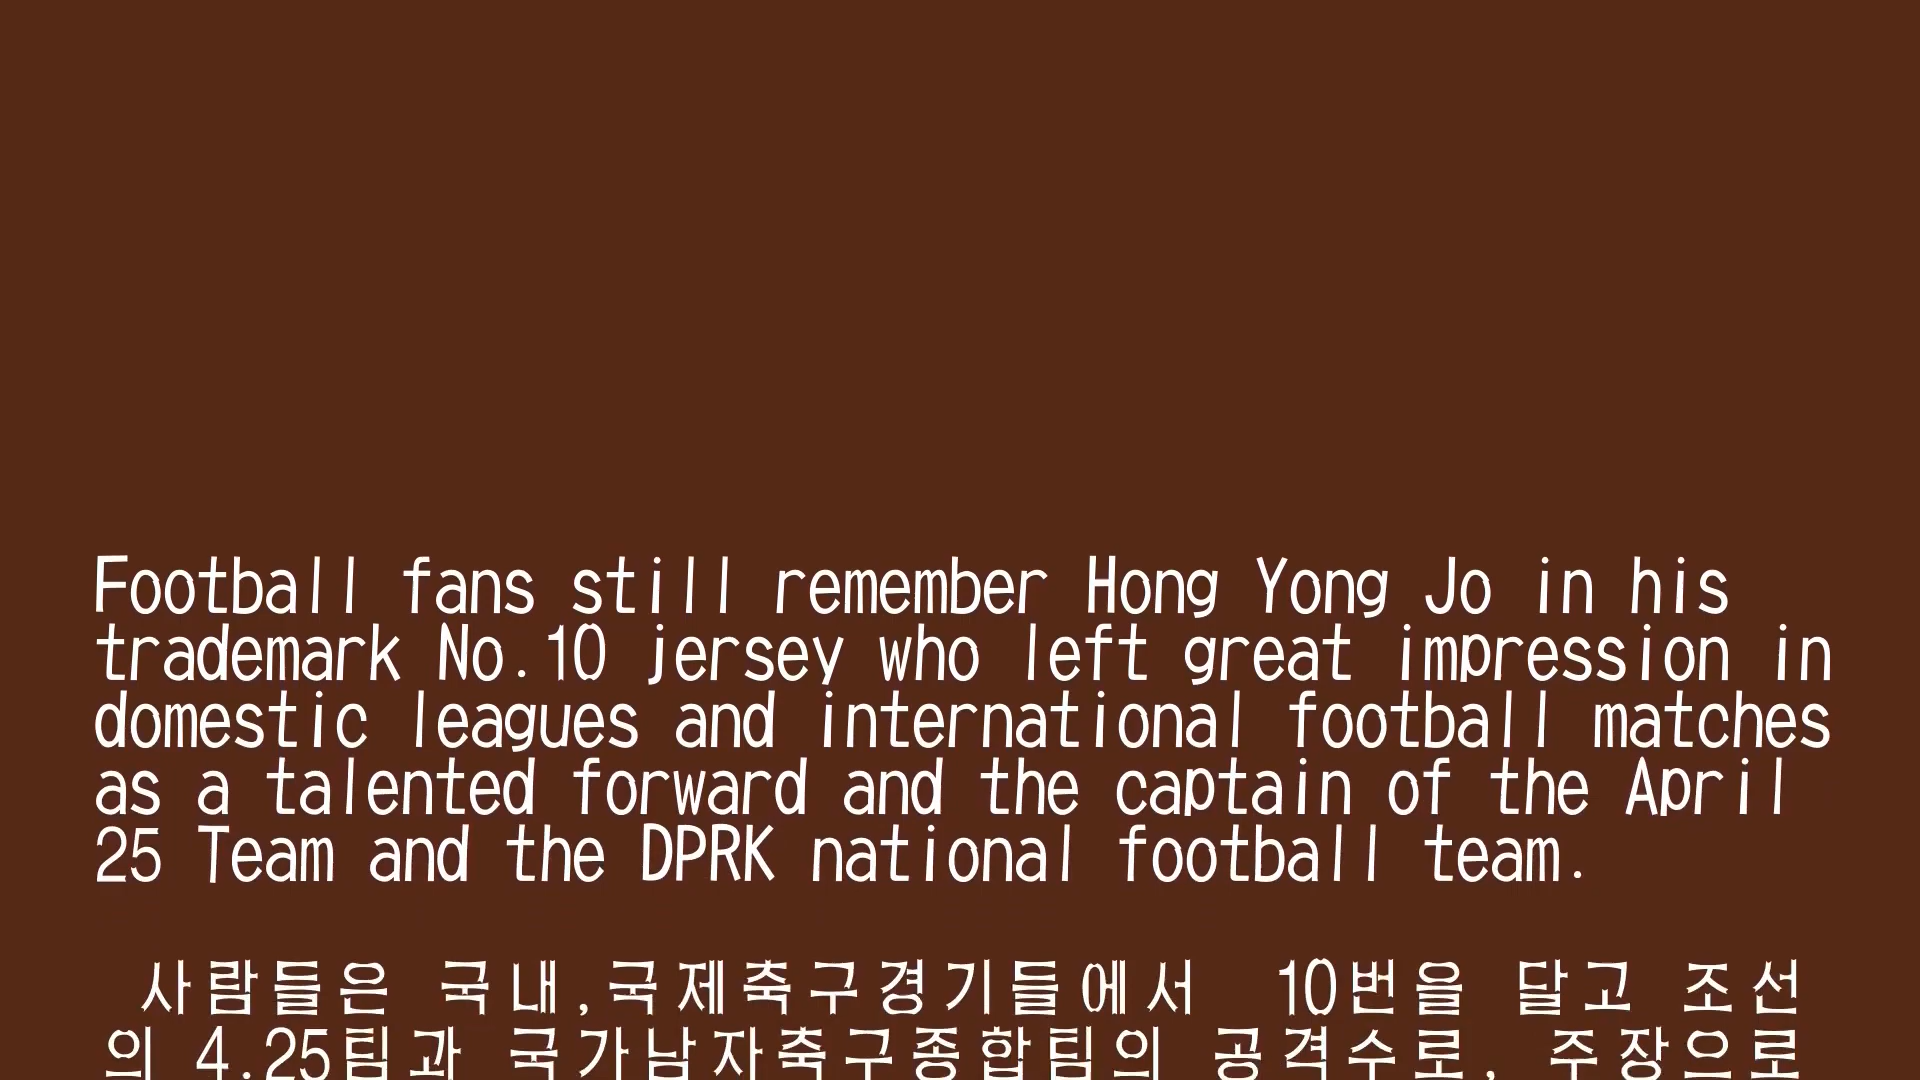 Football fans still remember Hong Yong Jo in his
trademark No.10 jersey who left great impression in
domestic leagues and international football matches
as a talented forward and the captain of the April
25 Team and the DPRK national football team.
사람들은 국내,국제축구경기들에서 10번을 달고 조선
의 4.25팀과 국가남자축구종합팀의 공격수로, 주장으로